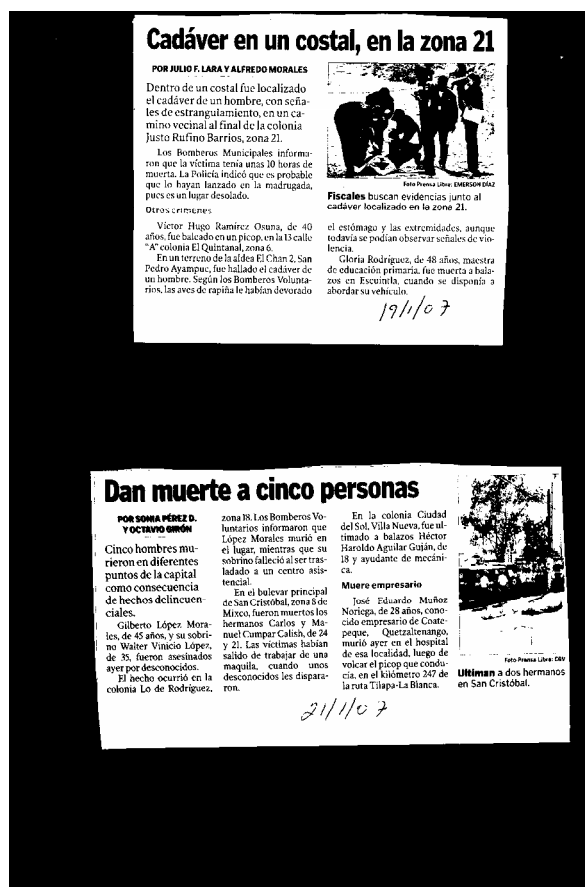 Cadáver en un costal, en la zona 21
POR JULIO F. LARA Y ALFREDO MORALES
Dentro de un costal fue localizado
el cadáver de un hombre, con seña-
les de estrangulamiento, en un ca-
mino vecinal al final de la colonia
Justo Rufino Barrios, zona 21.
Los Bomberos Municipales informa-
ron que la víctima tenía unas 10 horas de
muerta. La Policía indicó que es probable
que lo hayan lanzado en la madrugada,
pues es un lugar desolado.
Otros crímenes
Víctor Hugo Ramírez Osuna, de 40
años, fue baleado en un picop, en la 13 calle
"A" colonia El Quintanal, zona 6.
En un terreno de la aldea El Chan 2, San
Pedro Ayampuc, fue hallado el cadáver de
un hombre. Según los Bomberos Volunta-
rios, las aves de rapiña le habían devorado
Foto Prensa Libre: EMERSON DÍAZ
Fiscales buscan evidencias junto al
cadáver localizado en la zona 21.
el estómago y las extremidades, aunque
todavía se podían observar señales de vio-
lencia.
Gloria Rodríguez, de 48 años, maestra
de educación primaria, fue muerta a bala-
zos en Escuintla, cuando se disponía a
abordar su vehículo.
19/1/07
Dan muerte a cinco personas
POR SONIA PÉREZ D.
Y OCTAVIO GIRÓN
Cinco hombres mu-
rieron en diferentes
puntos de la capital
como consecuencia
de hechos delincuen-
ciales.
Gilberto López Mora-
les, de 45 años, y su sobri-
no Walter Vinicio López,
de 35, fueron asesinados
ayer por desconocidos.
El hecho ocurrió en la
colonia Lo de Rodríguez,
zona 18. Los Bomberos Vo-
luntarios informaron que
López Morales murió en
el lugar, mientras que su
sobrino falleció al ser tras-
ladado a un centro asis-
tencial.
En el bulevar principal
de San Cristóbal, zona 8 de
Mixco, fueron muertos los
hermanos Carlos y Ma-
nuel Cumpar Calish, de 24
y 21. Las víctimas habían
salido de trabajar de una
maquila, cuando unos
desconocidos les dispara-
ron.
En la colonia Ciudad
del Sol, Villa Nueva, fue ul-
timado a balazos Héctor
Haroldo Aguilar Guján, de
18 y ayudante de mecáni-
ca.
Muere empresario
José Eduardo Muñoz
Noriega, de 28 años, cono-
cido empresario de Coate-
peque, Quetzaltenango,
murió ayer en el hospital
de esa localidad, luego de
volcar el picop que condu-
cía, en el kilómetro 247 de
la ruta Tilapa-La Blanca.
Foto Prensa Libre: DBV
Ultiman a dos hermanos
en San Cristóbal.
21/1/07